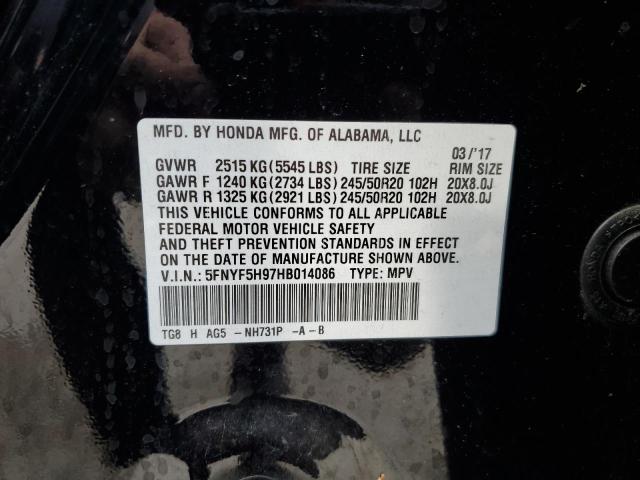 MFD. BY HONDA MFG. OF ALABAMA, LLC
03/'17
GVWR 2515 KG(5545 LBS) TIRE SIZE RIM SIZE
GAWR F 1240 KG(2734 LBS) 245/50R20 102H 20X8.0J
GAWR R 1325 KG(2921 LBS) 245/50R20 102H 20X8.0J
THIS VEHICLE CONFORMS TO ALL APPLICABLE
FEDERAL MOTOR VEHICLE SAFETY
AND THEFT PREVENTION STANDARDS IN EFFECT
ON THE DATE OF MANUFACTURE SHOWN ABOVE.
V.I.N.: 5FNYF5H97HB014086 TYPE: MPV
TG8 H AG5 -NH731P -A-B